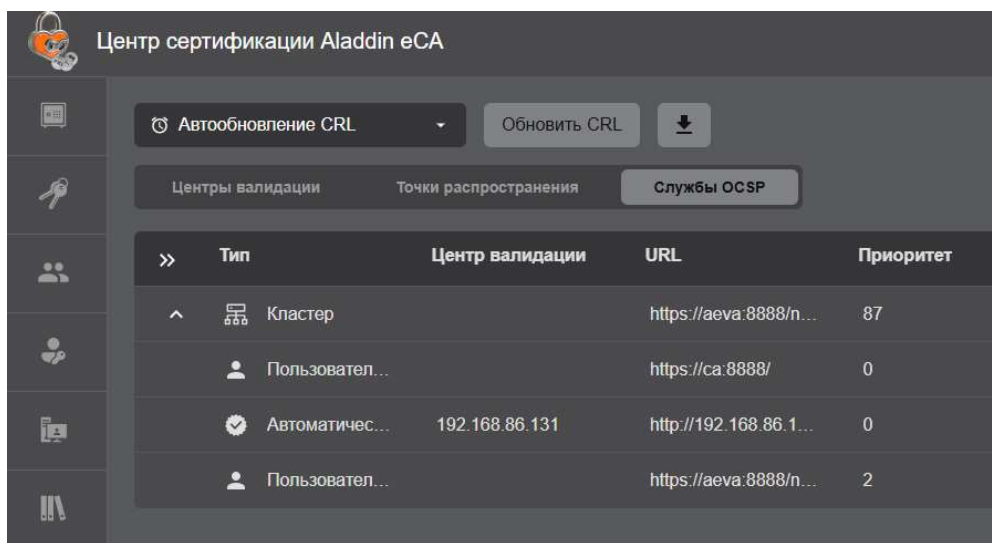 Центр сертификации Aladdin eCA
Автообновление CRL Обновить CRL
Центры валидации Точки распространения Службы OCSP
Тип Центр валидации URL Приоритет
Кластер https://aeva:8888/n... 87
Пользовател... https://ca:8888/ 0
Автоматичес... 192.168.86.131 http://192.168.86.1... 0
Пользовател... https://aeva:8888/n... 2